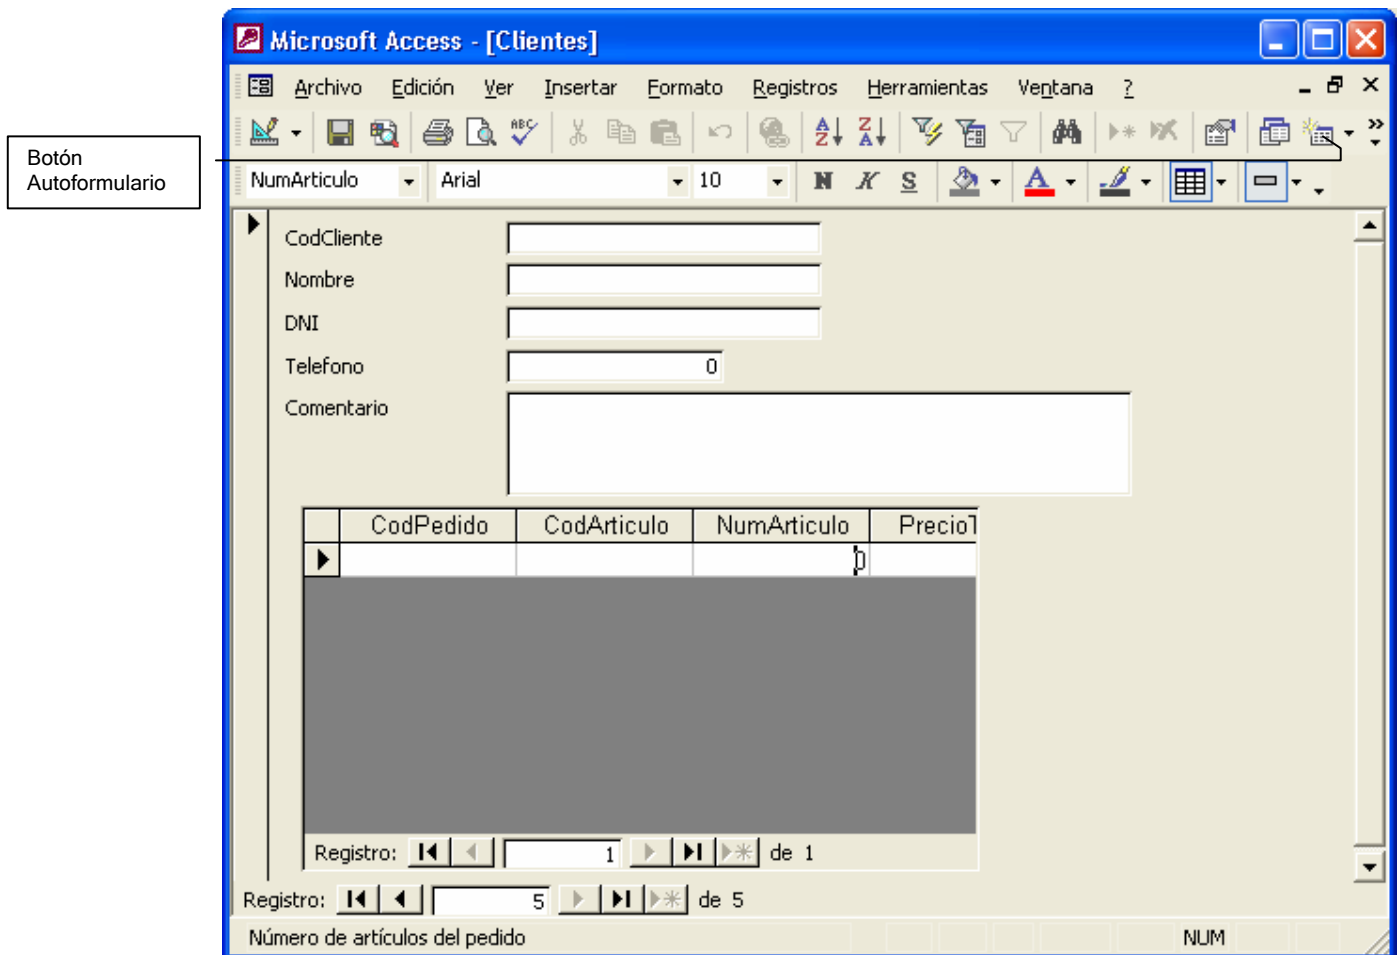 Microsoft Access - [Clientes]
Archivo Edición Ver Insertar Formato Registros Herramientas Ventana ?
ABC
A Z Z A
Botón
Autoformulario
NumArticulo Arial 10 N K S A
CodCliente
Nombre
DNI
Telefono 0
Comentario
CodPedido CodArticulo NumArticulo PrecioT
0
Registro: 1 de 1
Registro: 5 de 5
Número de artículos del pedido NUM